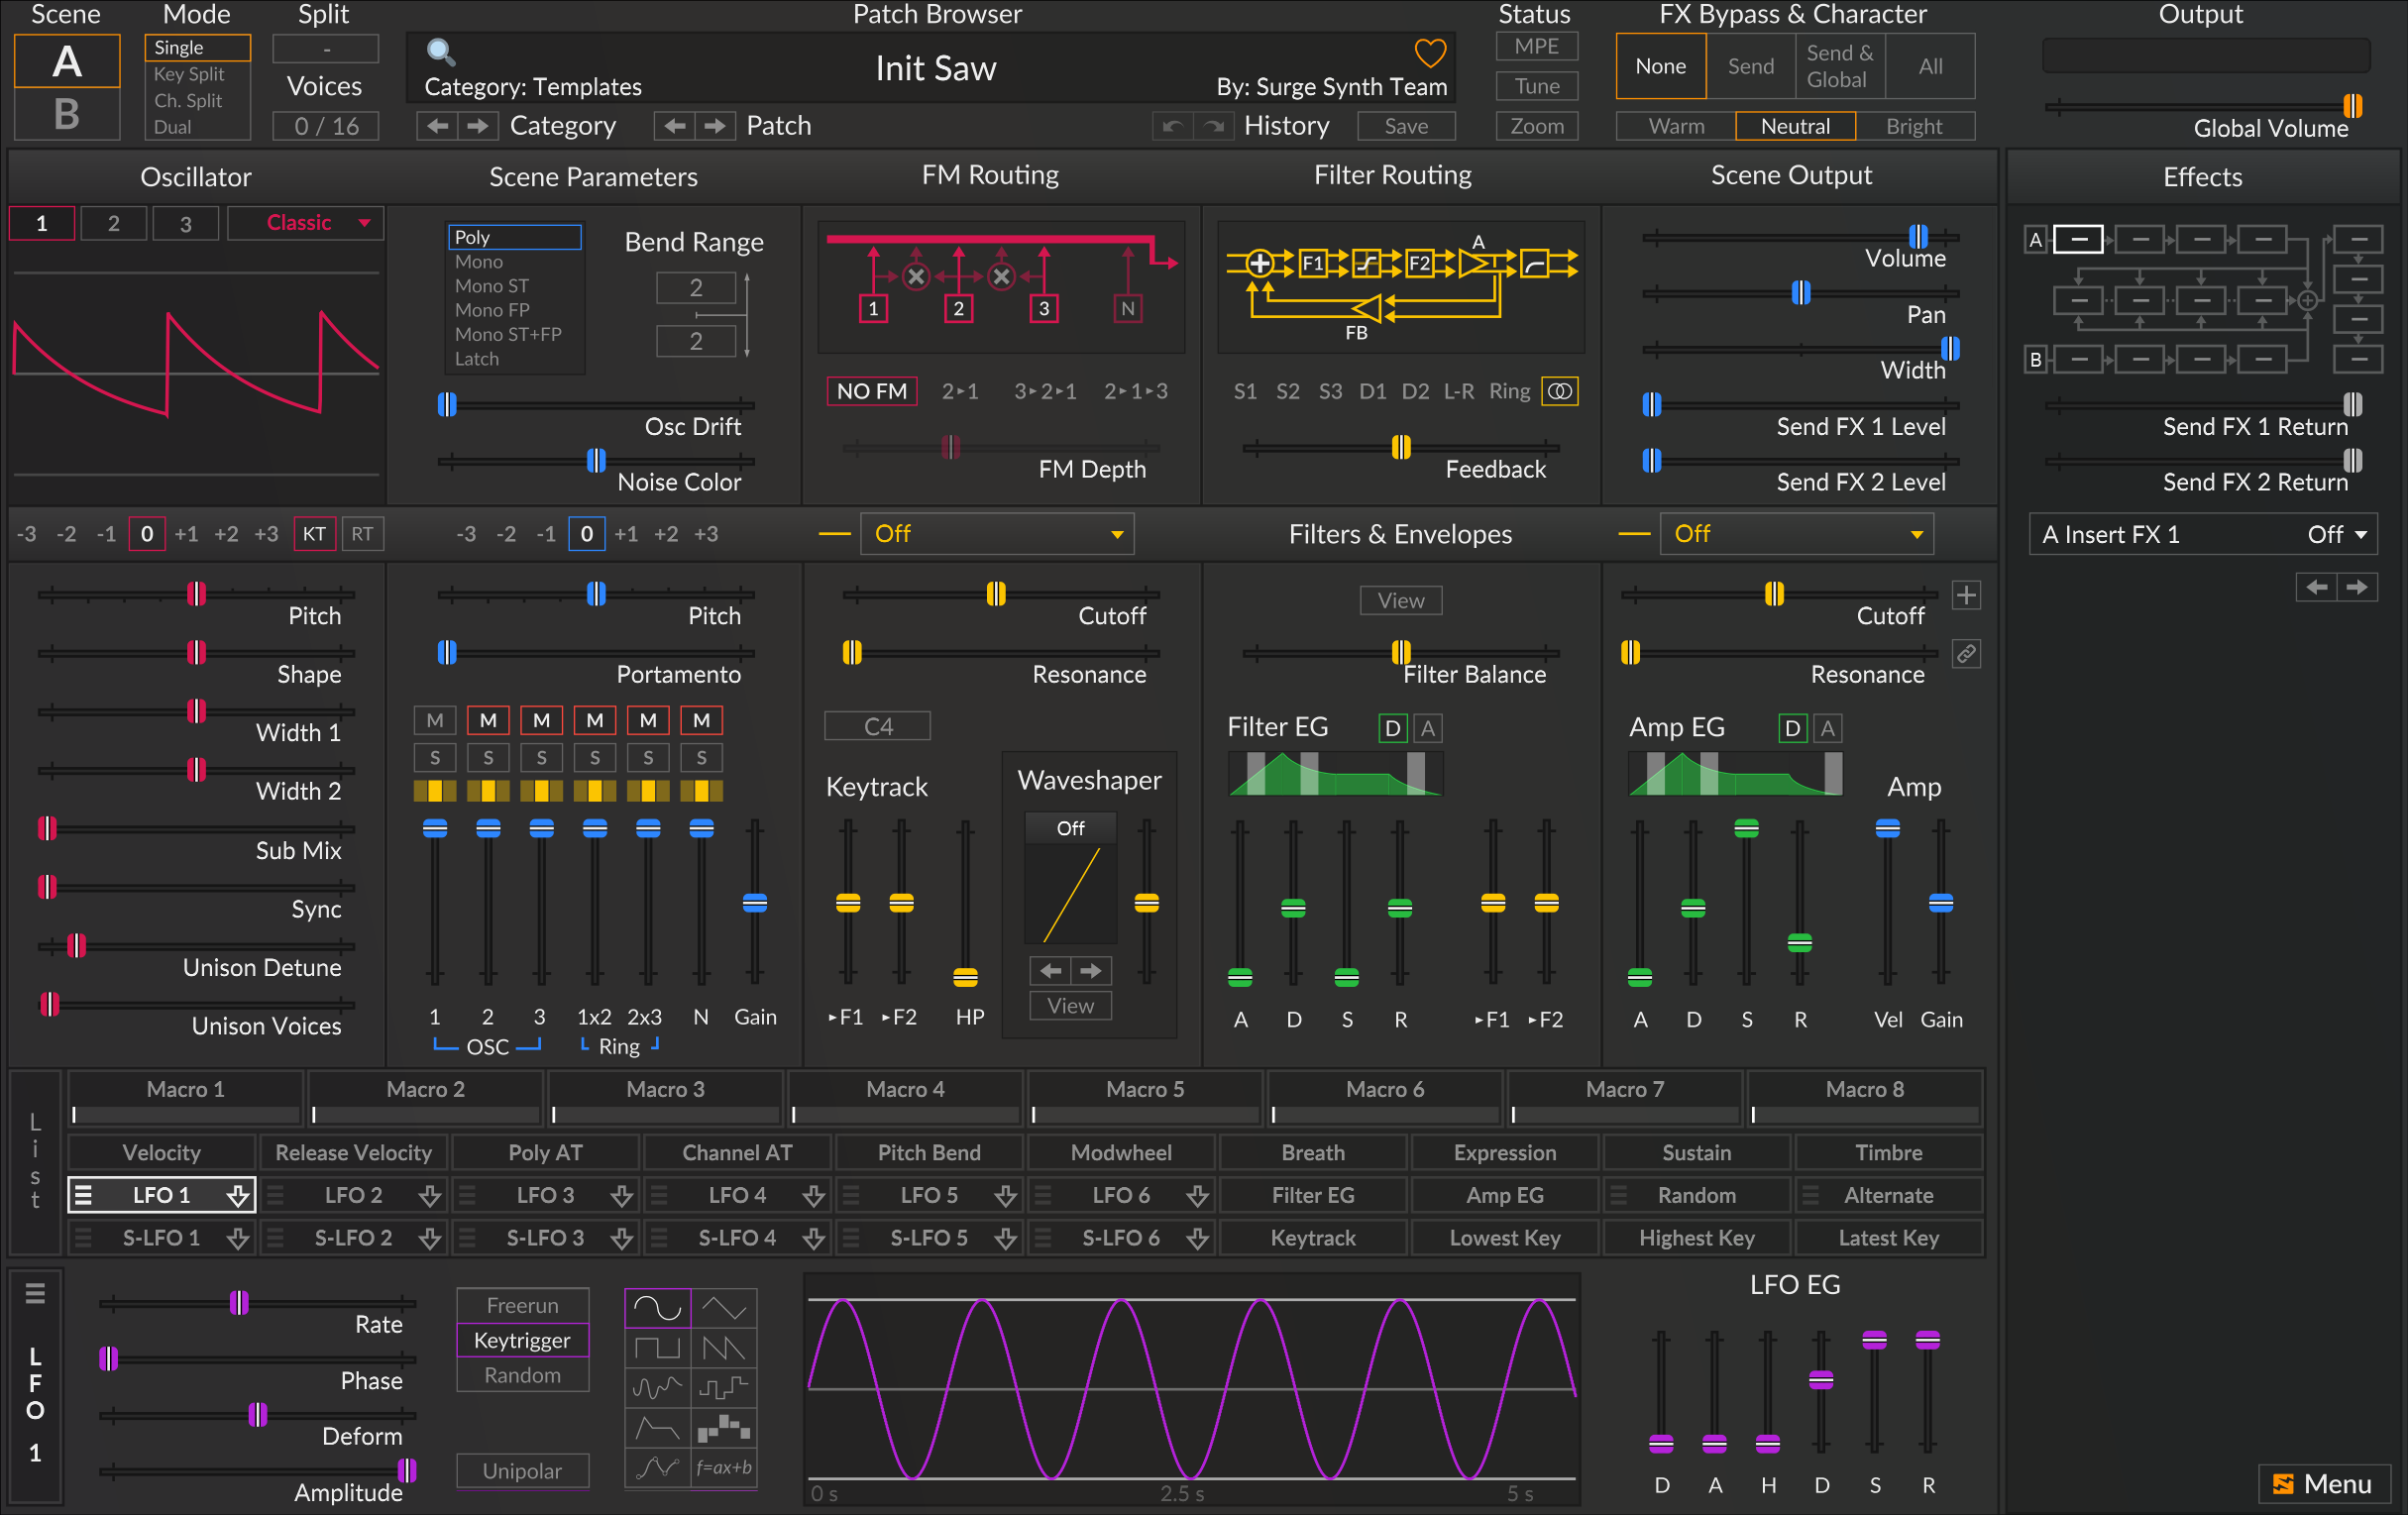 Scene
Mode
Split
Patch Browser
Status
FX Bypass & Character
Output
A
B
Single
Key Split
Ch. Split
Dual
-
Voices
0 / 16
Init Saw
Category: Templates
By: Surge Synth Team
Category
Patch
History
Save
MPE
Tune
Zoom
None
Send
Send &
Global
All
Warm
Neutral
Bright
Global Volume
Oscillator
Scene Parameters
FM Routing
Filter Routing
Scene Output
Effects
1
2
3
Classic
Poly
Mono
Mono ST
Mono FP
Mono ST+FP
Latch
Bend Range
2
2
Osc Drift
Noise Color
1
2
3
N
NO FM
2▸1
3▸2▸1
2▸1▸3
FM Depth
F1
F2
A
FB
S1
S2
S3
D1
D2
L-R
Ring
Feedback
Volume
Pan
Width
Send FX 1 Level
Send FX 2 Level
A
B
Send FX 1 Return
Send FX 2 Return
-3 -2 -1 0 +1 +2 +3 KT RT
-3 -2 -1 0 +1 +2 +3
Off
Filters & Envelopes
Off
A Insert FX 1
Off
Pitch
Shape
Width 1
Width 2
Sub Mix
Sync
Unison Detune
Unison Voices
Pitch
Portamento
M M M M M M
S S S S S S
1 2 3 1x2 2x3 N Gain
OSC
Ring
Cutoff
Resonance
C4
Keytrack
▸F1 ▸F2 HP
Waveshaper
Off
View
View
Filter Balance
Filter EG
D A
A D S R ▸F1 ▸F2
Cutoff
Resonance
Amp EG
D A
Amp
A D S R Vel Gain
List
Macro 1
Macro 2
Macro 3
Macro 4
Macro 5
Macro 6
Macro 7
Macro 8
Velocity
Release Velocity
Poly AT
Channel AT
Pitch Bend
Modwheel
Breath
Expression
Sustain
Timbre
LFO 1
LFO 2
LFO 3
LFO 4
LFO 5
LFO 6
Filter EG
Amp EG
Random
Alternate
S-LFO 1
S-LFO 2
S-LFO 3
S-LFO 4
S-LFO 5
S-LFO 6
Keytrack
Lowest Key
Highest Key
Latest Key
LFO 1
Rate
Phase
Deform
Amplitude
Freerun
Keytrigger
Random
Unipolar
f=ax+b
0 s
2.5 s
5 s
LFO EG
D A H D S R
Menu